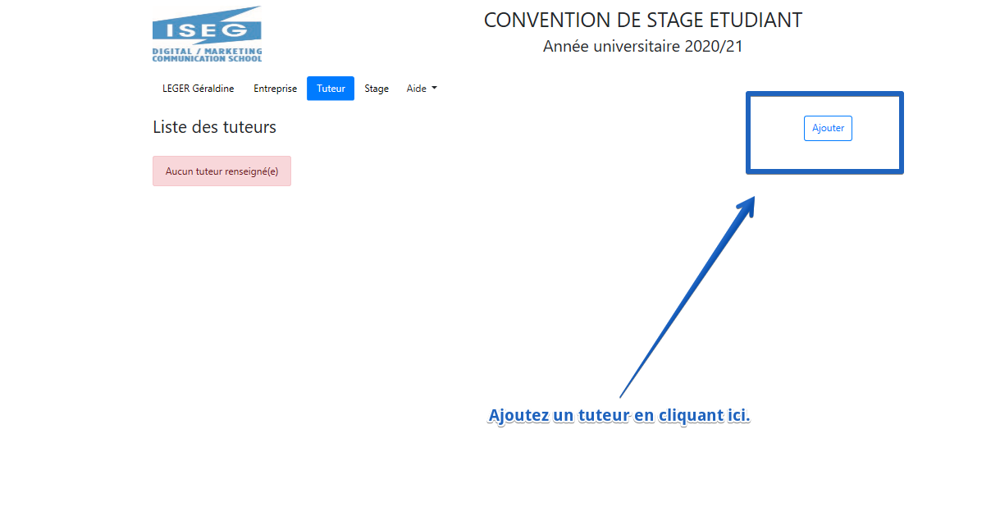 ISEG
DIGITAL / MARKETING
COMMUNICATION SCHOOL
CONVENTION DE STAGE ETUDIANT
Année universitaire 2020/21
LEGER Géraldine Entreprise Tuteur Stage Aide
Liste des tuteurs
Ajouter
Aucun tuteur renseigné(e)
Ajoutez un tuteur en cliquant ici.